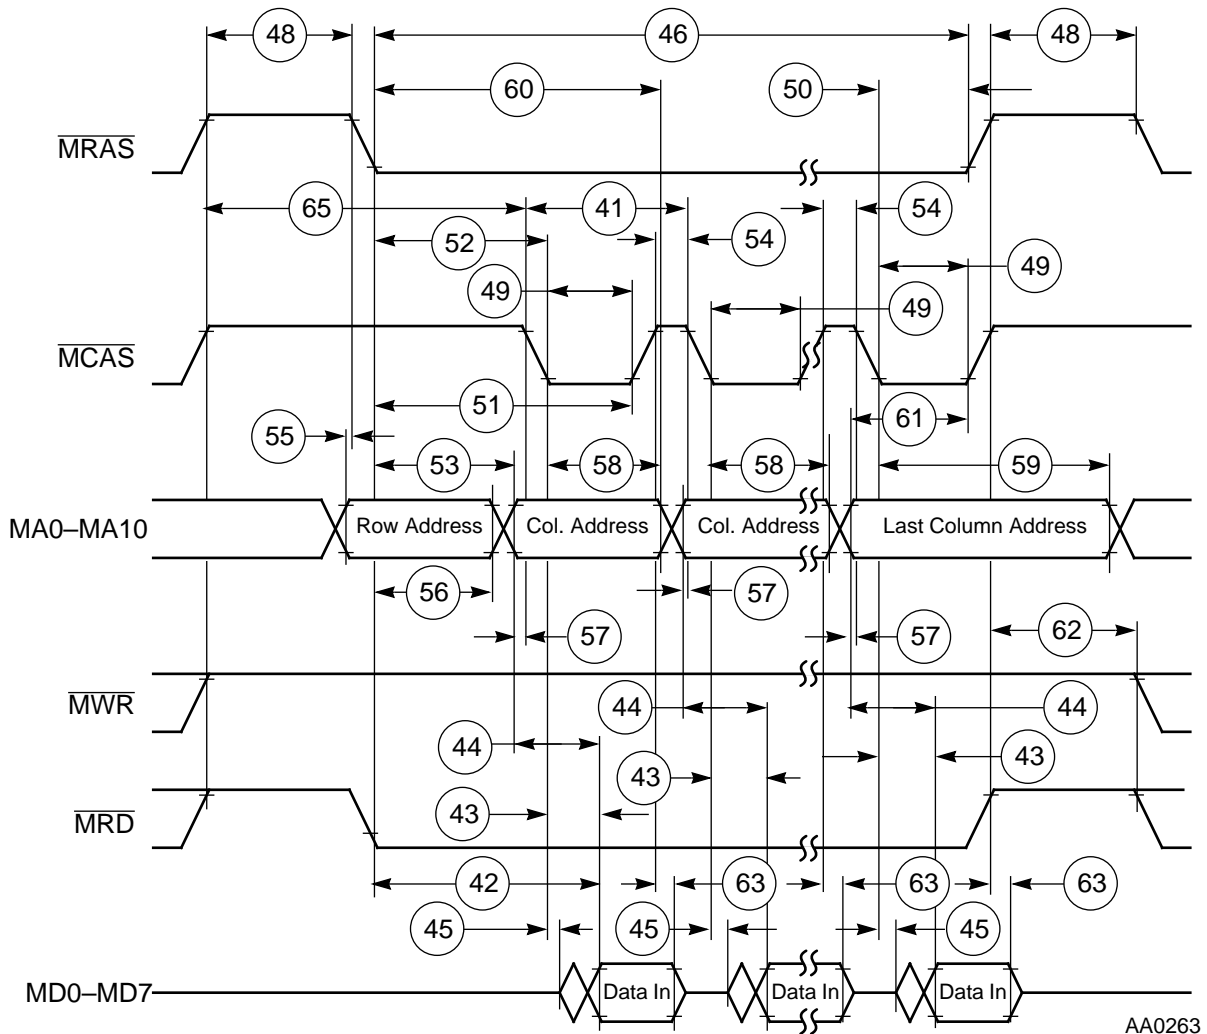 48 46 48
60 50
MRAS
65 41 54
52 54
49 49
49
MCAS
51 61
55
53 58 58 59
MA0–MA10 Row Address Col. Address Col. Address Last Column Address
56 57
57 57 62
MWR
44 44
44
43 43
43
MRD
42 63 63 63
45 45 45
MD0–MD7 Data In Data In Data In
AA0263